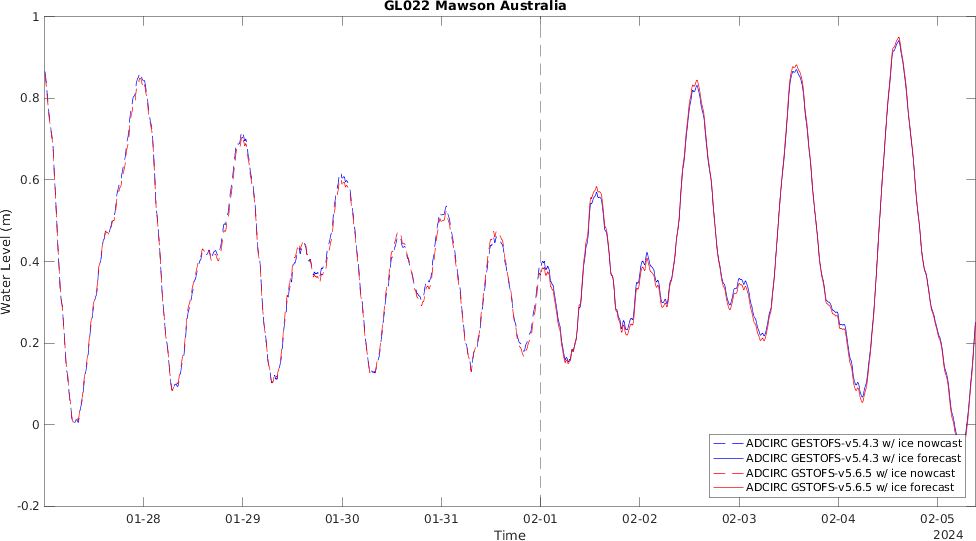 GL022 Mawson Australia
1
0.8
0.6
0.4
0.2
0
-0.2
Water Level (m)
01-28
01-29
01-30
01-31
02-01
02-02
02-03
02-04
02-05
Time
2024
ADCIRC GESTOFS-v5.4.3 w/ ice nowcast
ADCIRC GESTOFS-v5.4.3 w/ ice forecast
ADCIRC GSTOFS-v5.6.5 w/ ice nowcast
ADCIRC GSTOFS-v5.6.5 w/ ice forecast